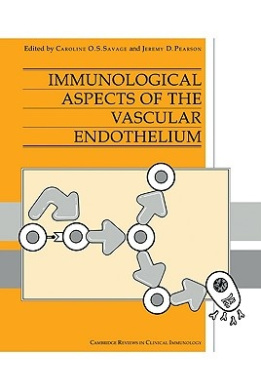 Edited by CAROLINE O.S. SAVAGE and JEREMY D. PEARSON
IMMUNOLOGICAL
ASPECTS OF THE
VASCULAR
ENDOTHELIUM
CAMBRIDGE REVIEWS IN CLINICAL IMMUNOLOGY